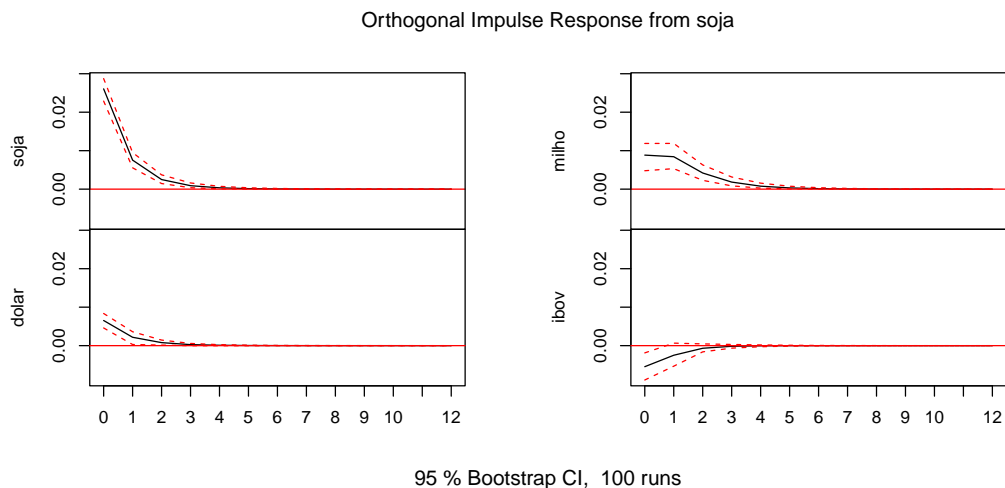 Orthogonal Impulse Response from soja
soja
0.00 0.02
milho
0.00 0.02
dolar
0.00 0.02
ibov
0.00 0.02
0 1 2 3 4 5 6 7 8 9 10 12
0 1 2 3 4 5 6 7 8 9 10 12
95 % Bootstrap CI, 100 runs